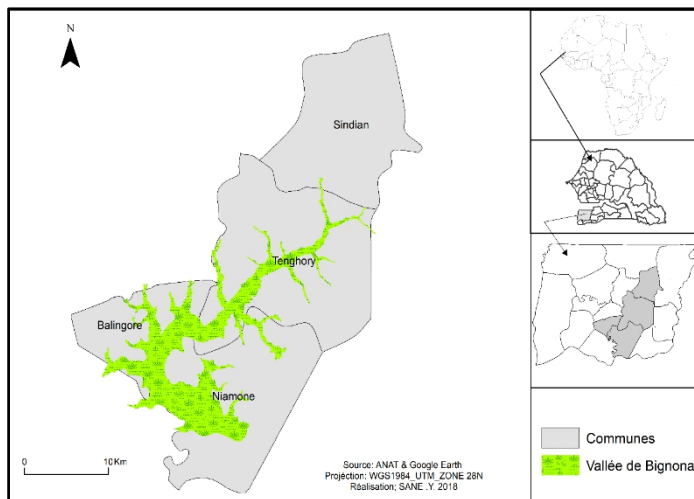 N
Sindian
Tenghory
Balingore
Niamone
0
10Km
Source: ANAT & Google Earth
Projection: WGS1984_UTM_ZONE 28N
Réalisation; SANE .Y. 2018
Communes
Vallée de Bignona